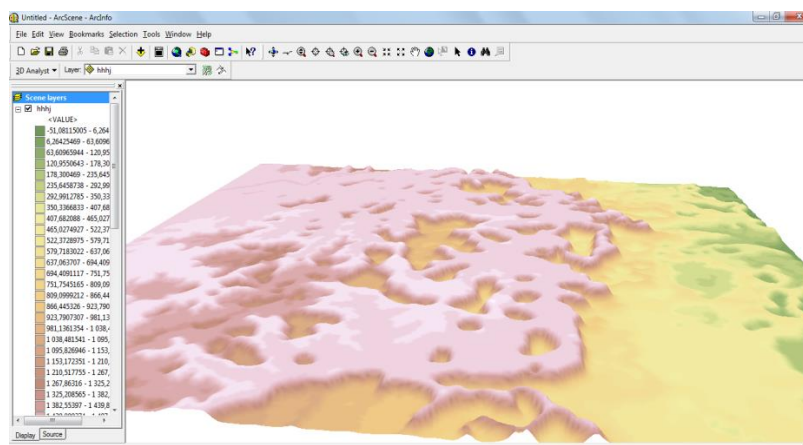 Untitled - ArcScene - ArcInfo
File Edit View Bookmarks Selection Tools Window Help
3D Analyst Layer: hhhj
Scene layers
hhhj
<VALUE>
-51,08115005 - 6,264
6,26425469 - 63,6096
63,60965944 - 120,95
120,9550643 - 178,30
178,300469 - 235,645
235,6458738 - 292,99
292,9912785 - 350,33
350,3366833 - 407,68
407,682088 - 465,027
465,0274927 - 522,37
522,3728975 - 579,71
579,7183022 - 637,06
637,063707 - 694,409
694,4091117 - 751,75
751,7545165 - 809,09
809,0999212 - 866,44
866,445326 - 923,790
923,7907307 - 981,13
981,1361354 - 1 038,4
1 038,481541 - 1 095,
1 095,826946 - 1 153,
1 153,172351 - 1 210,
1 210,517755 - 1 267,
1 267,86316 - 1 325,2
1 325,208565 - 1 382,
1 382,55397 - 1 439,8
Display Source